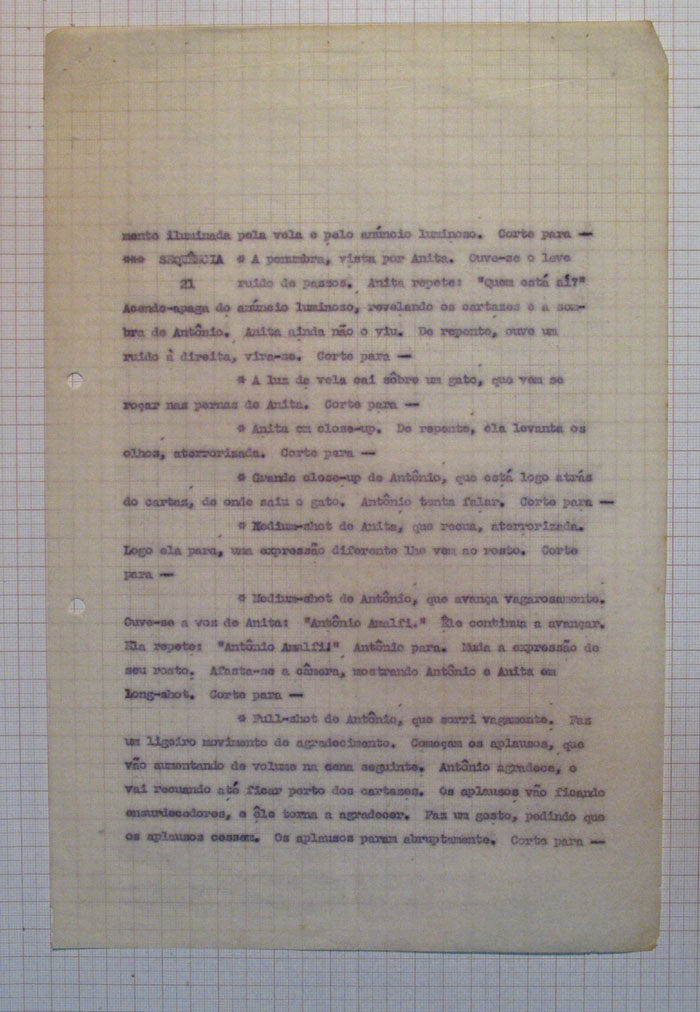 mente iluminada pela vela e pelo anúncio luminoso. Corte para —
SEQUÊNCIA * A penumbra, vista por Anita. Ouve-se o leve
21 ruído de passos. Anita repete: "Quem está aí?"
Acende-apaga do anúncio luminoso, revelando os cartazes e a som-
bra de Antônio. Anita ainda não o viu. De repente, ouve um
ruído à direita, vira-se. Corte para —
* A luz da vela cai sôbre um gato, que vem se
roçar nas pernas de Anita. Corte para —
* Anita em close-up. De repente, ela levanta os
olhos, aterrorizada. Corte para —
* Grande close-up de Antônio, que está logo atrás
do cartaz, de onde saiu o gato. Antônio tenta falar. Corte para —
* Medium-shot de Anita, que recua, aterrorizada.
Logo ela para, uma expressão diferente lhe vem ao rosto. Corte
para —
* Medium-shot de Antônio, que avança vagarosamente.
Ouve-se a voz de Anita: "Antônio Amalfi." Êle continua a avançar.
Ela repete: "Antônio Amalfi!" Antônio para. Muda a expressão de
seu rosto. Afasta-se a câmera, mostrando Antônio e Anita em
Long-shot. Corte para —
* Full-shot de Antônio, que sorri vagamente. Faz
um ligeiro movimento de agradecimento. Começam os aplausos, que
vão aumentando de volume na cena seguinte. Antônio agradece, e
vai recuando até ficar perto dos cartazes. Os aplausos vão ficando
ensurdecedores, e êle torna a agradecer. Faz um gesto, pedindo que
os aplausos cessem. Os aplausos param abruptamente. Corte para —